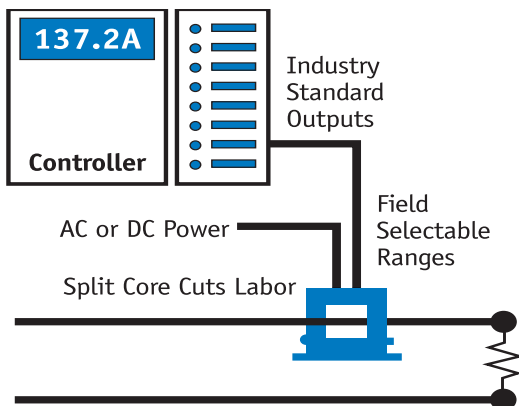 137.2A
Controller
Industry
Standard
Outputs
Field
Selectable
Ranges
AC or DC Power
Split Core Cuts Labor